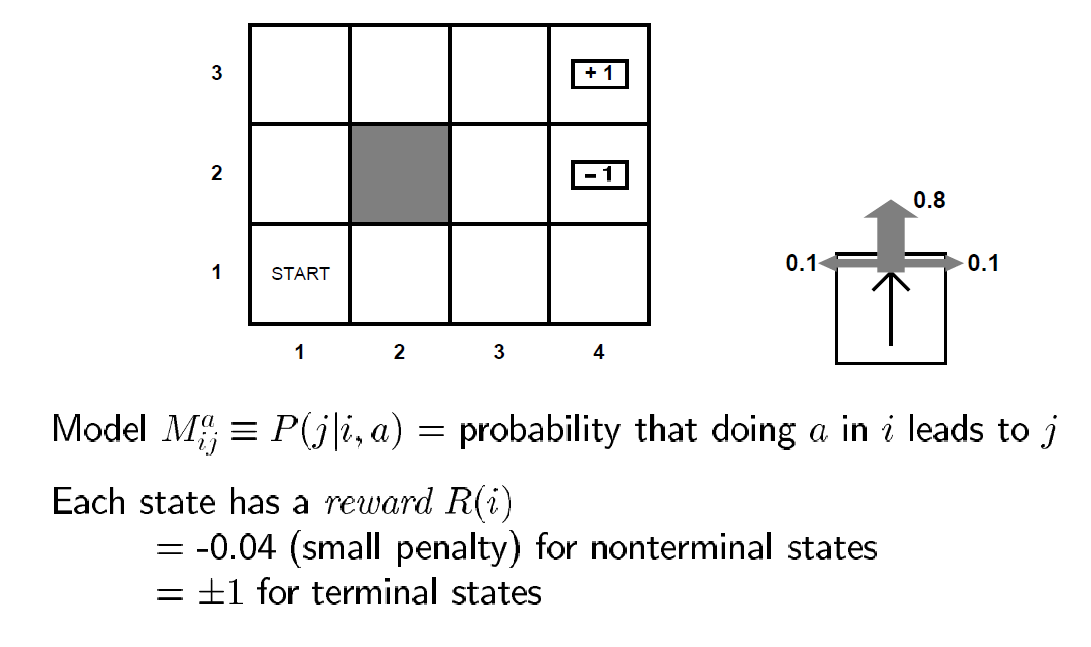 3 + 1
2 – 1
0.8
1 START
0.1 0.1
1 2 3 4
Model $M^a_{ij} \equiv P(j|i, a)$ = probability that doing $a$ in $i$ leads to $j$
Each state has a reward $R(i)$
= -0.04 (small penalty) for nonterminal states
= ±1 for terminal states